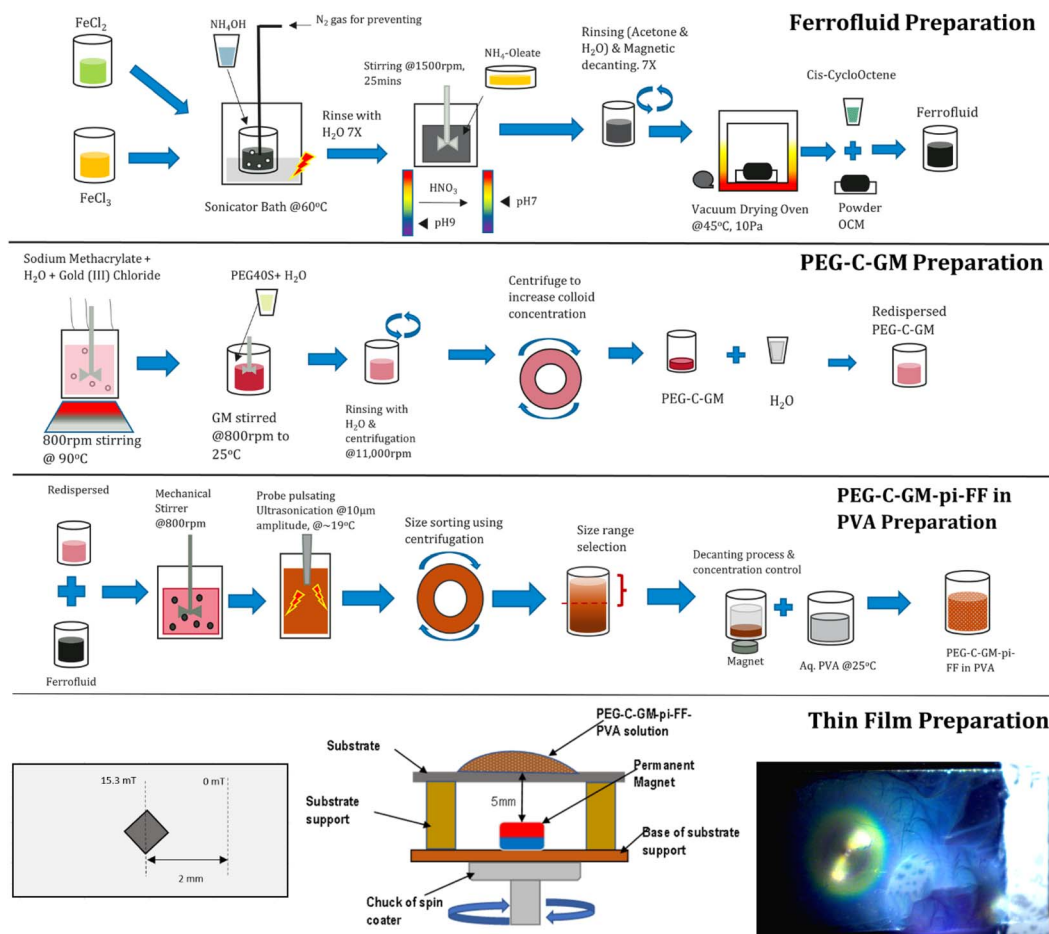 Ferrofluid Preparation
FeCl2
FeCl3
NH4OH
N2 gas for preventing
Sonicator Bath @60ºC
Rinse with
H2O 7X
Stirring @1500rpm,
25mins
NH4-Oleate
HNO3
pH9
pH7
Rinsing (Acetone &
H2O) & Magnetic
decanting. 7X
Vacuum Drying Oven
@45ºC, 10Pa
Cis-CycloOctene
Powder
OCM
Ferrofluid
PEG-C-GM Preparation
Sodium Methacrylate +
H2O + Gold (III) Chloride
800rpm stirring
@ 90ºC
PEG40S+ H2O
GM stirred
@800rpm to
25ºC
Rinsing with
H2O &
centrifugation
@11,000rpm
Centrifuge to
increase colloid
concentration
PEG-C-GM
H2O
Redispersed
PEG-C-GM
PEG-C-GM-pi-FF in
PVA Preparation
Redispersed
Ferrofluid
Mechanical
Stirrer
@800rpm
Probe pulsating
Ultrasonication @10μm
amplitude, @~19ºC
Size sorting using
centrifugation
Size range
selection
Decanting process &
concentration control
Magnet
Aq. PVA @25ºC
PEG-C-GM-pi-
FF in PVA
Thin Film Preparation
15.3 mT
0 mT
2 mm
PEG-C-GM-pi-FF-
PVA solution
Substrate
Permanent
Magnet
5mm
Substrate
support
Base of substrate
support
Chuck of spin
coater